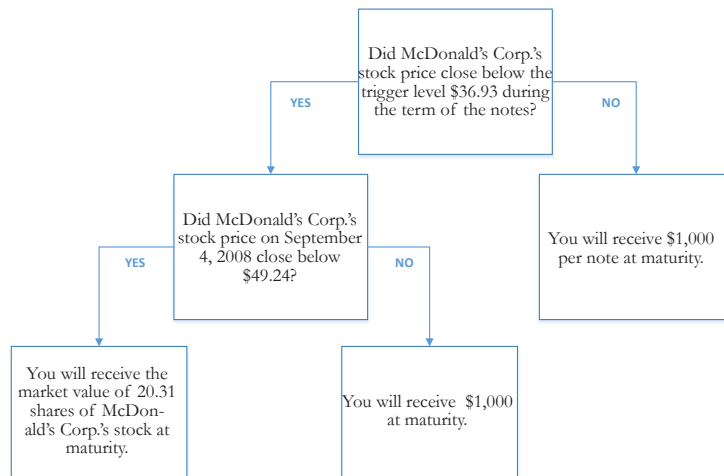 Did McDonald's Corp.'s
stock price close below the
trigger level $36.93 during
the term of the notes?
YES
NO
Did McDonald's Corp.'s
stock price on September
4, 2008 close below
$49.24?
You will receive $1,000
per note at maturity.
YES
NO
You will receive the
market value of 20.31
shares of McDon-
ald's Corp.'s stock at
maturity.
You will receive $1,000
at maturity.